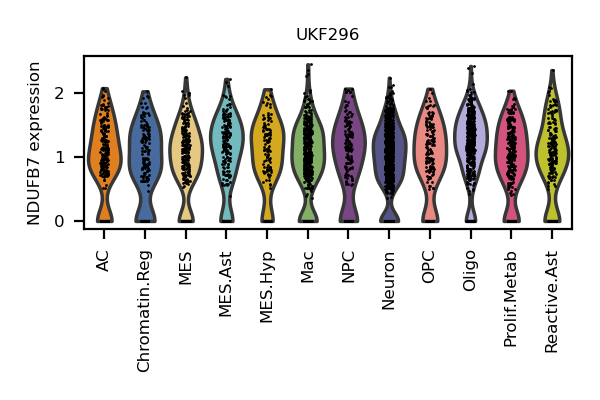 UKF296
NDUFB7 expression
2
1
0
AC
Chromatin.Reg
MES
MES.Ast
MES.Hyp
Mac
NPC
Neuron
OPC
Oligo
Prolif.Metab
Reactive.Ast